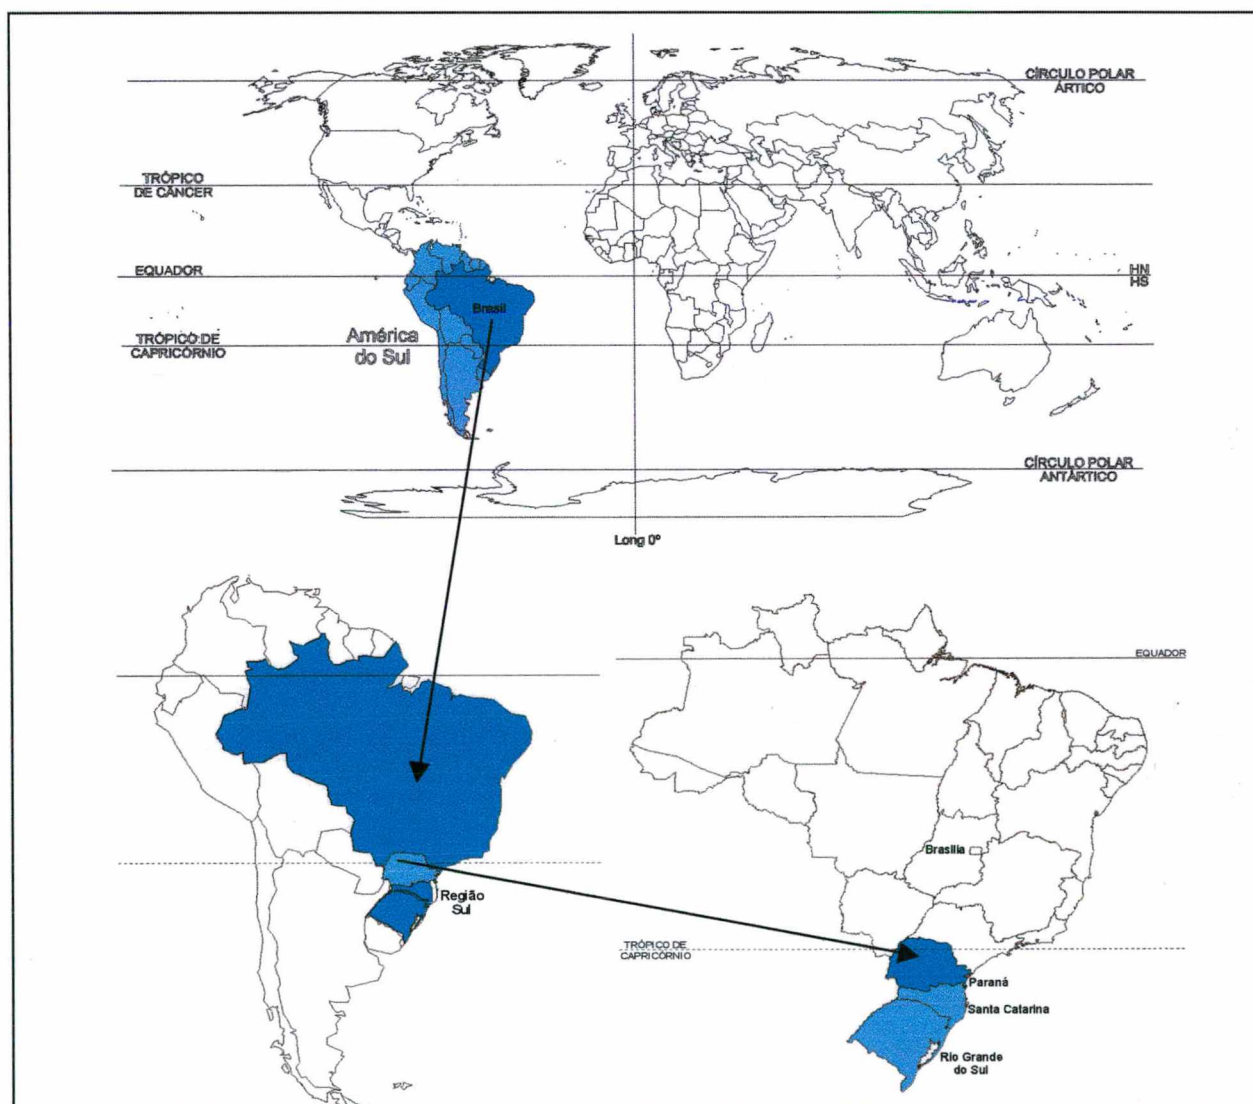 CÍRCULO POLAR
ÁRTICO
TRÓPICO
DE CÂNCER
EQUADOR
HN
HS
Brasil
América
do Sul
TRÓPICO DE
CAPRICÓRNIO
CÍRCULO POLAR
ANTÁRTICO
Long 0º
EQUADOR
Brasília
Região
Sul
TRÓPICO DE
CAPRICÓRNIO
Paraná
Santa Catarina
Rio Grande
do Sul